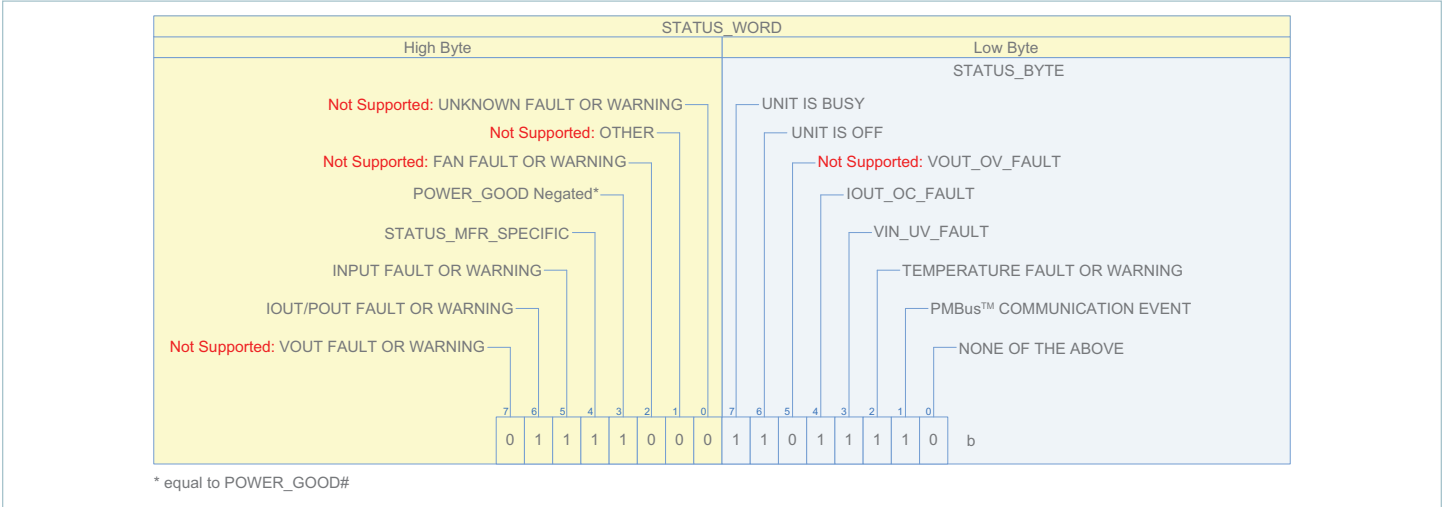 STATUS_WORD
High Byte Low Byte
STATUS_BYTE
Not Supported: UNKNOWN FAULT OR WARNING UNIT IS BUSY
Not Supported: OTHER UNIT IS OFF
Not Supported: FAN FAULT OR WARNING Not Supported: VOUT_OV_FAULT
POWER_GOOD Negated* IOUT_OC_FAULT
STATUS_MFR_SPECIFIC VIN_UV_FAULT
INPUT FAULT OR WARNING TEMPERATURE FAULT OR WARNING
IOUT/POUT FAULT OR WARNING PMBus™ COMMUNICATION EVENT
Not Supported: VOUT FAULT OR WARNING NONE OF THE ABOVE
7 6 5 4 3 2 1 0 7 6 5 4 3 2 1 0
0 1 1 1 1 0 0 0 1 1 0 1 1 1 1 0 b
* equal to POWER_GOOD#